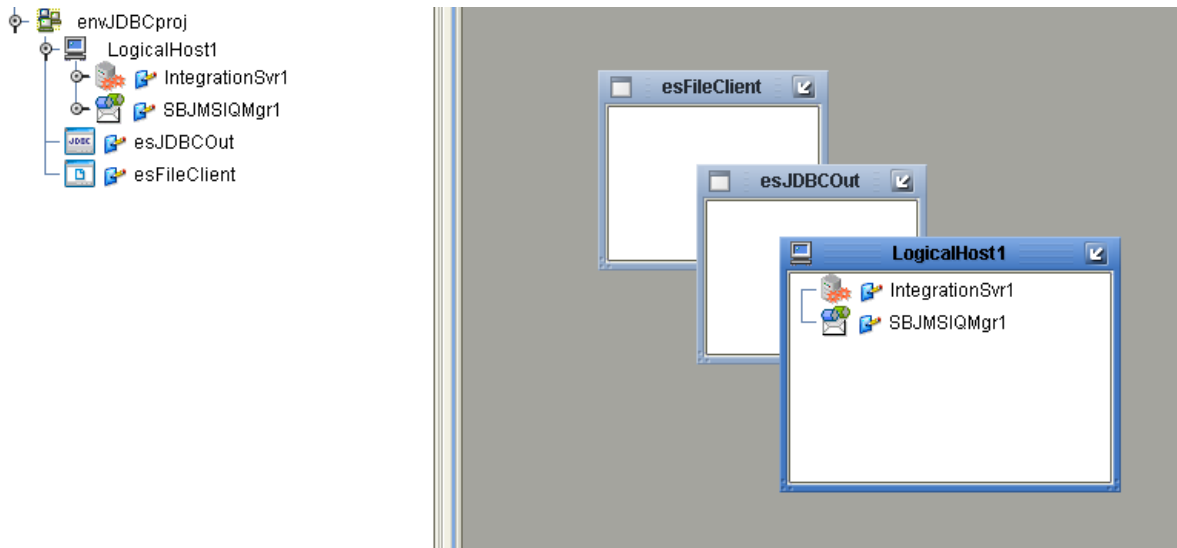 envJDBCproj
LogicalHost1
IntegrationSvr1
SBJMSIQMgr1
JDBC
esJDBCOut
esFileClient
esFileClient
esJDBCOut
LogicalHost1
IntegrationSvr1
SBJMSIQMgr1